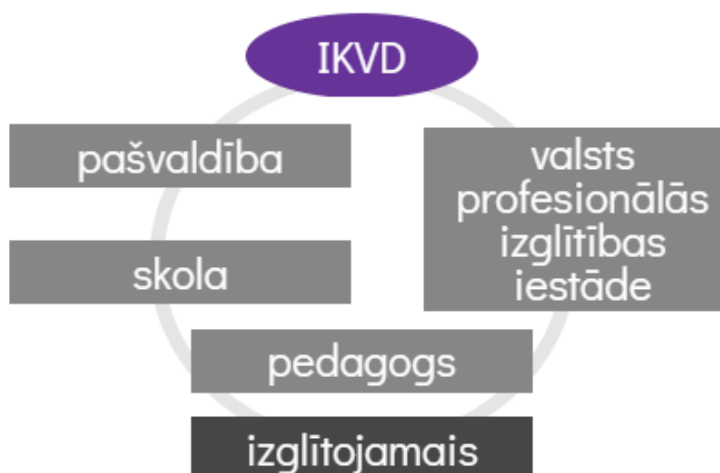 IKVD
pašvaldība
skola
valsts
profesionālās
izglītības
iestāde
pedagogs
izglītojamais